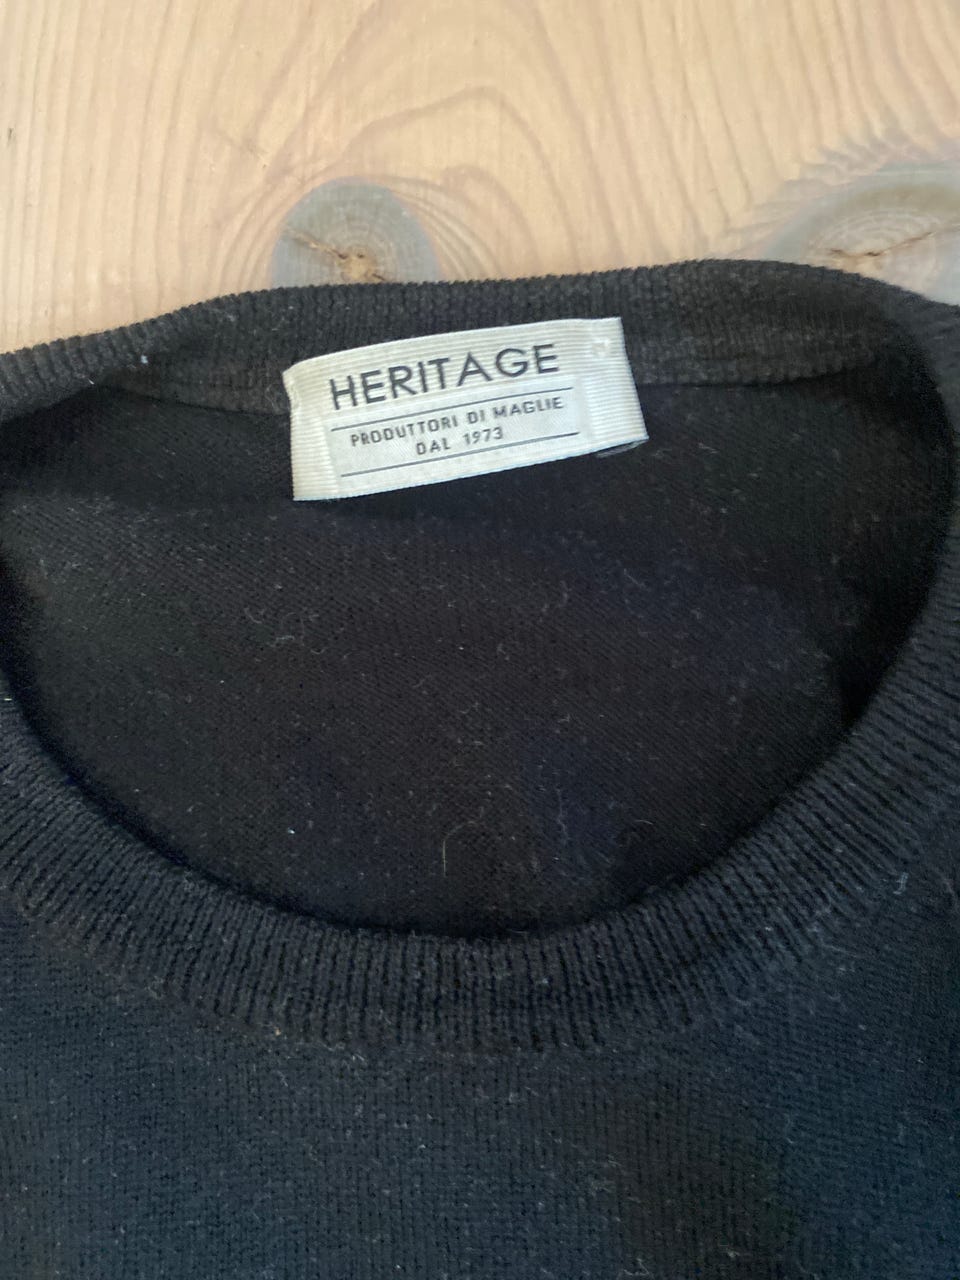 HERITAGE
PRODUTTORI DI MAGLIE
DAL 1973